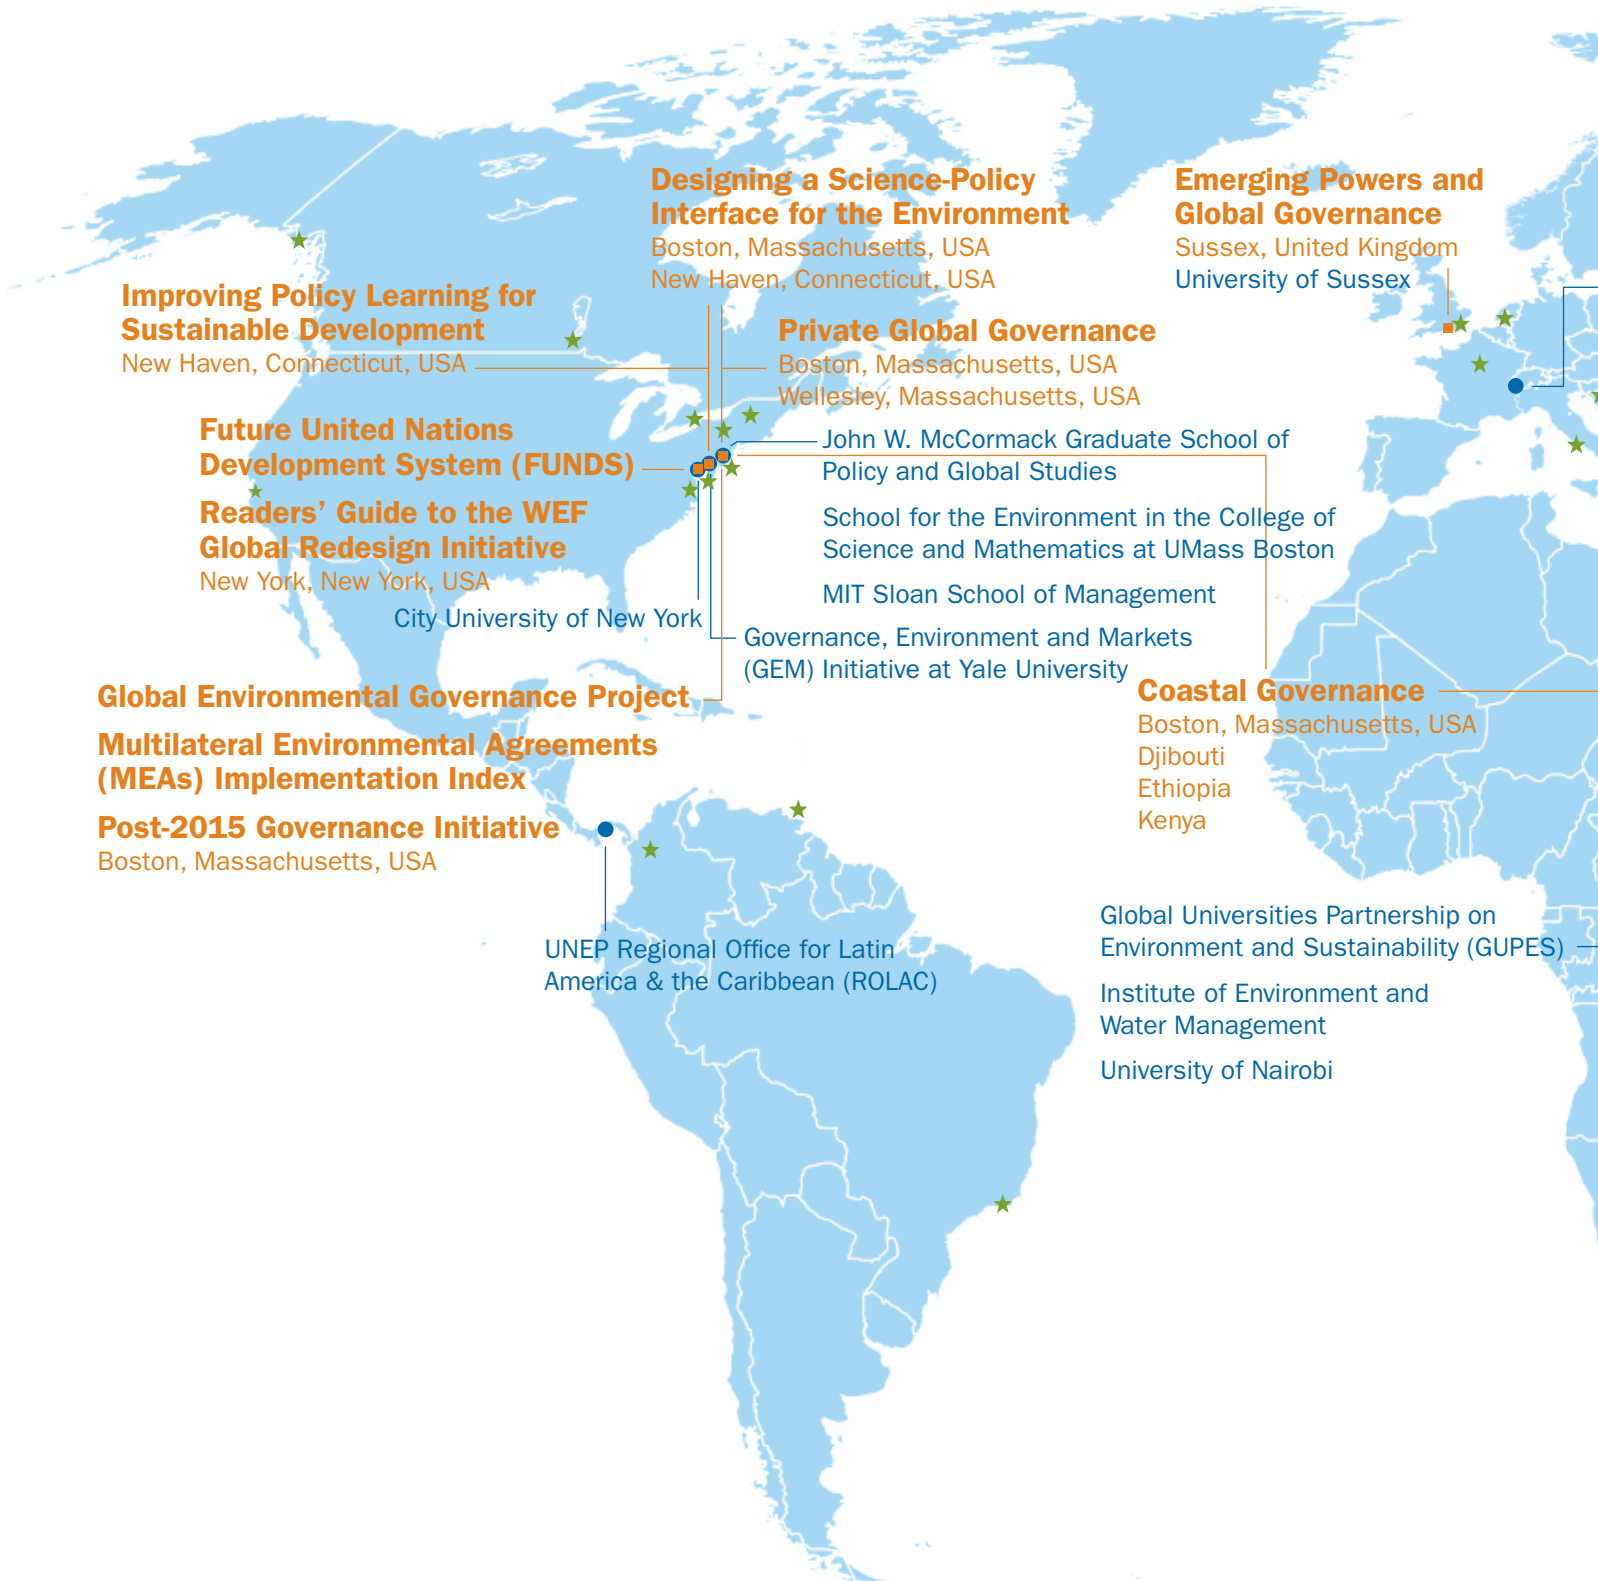 Designing a Science-Policy
Interface for the Environment
Boston, Massachusetts, USA
New Haven, Connecticut, USA
Emerging Powers and
Global Governance
Sussex, United Kingdom
University of Sussex
Improving Policy Learning for
Sustainable Development
New Haven, Connecticut, USA
Private Global Governance
Boston, Massachusetts, USA
Wellesley, Massachusetts, USA
Future United Nations
Development System (FUNDS)
Readers’ Guide to the WEF
Global Redesign Initiative
New York, New York, USA
City University of New York
John W. McCormack Graduate School of
Policy and Global Studies
School for the Environment in the College of
Science and Mathematics at UMass Boston
MIT Sloan School of Management
Governance, Environment and Markets
(GEM) Initiative at Yale University
Global Environmental Governance Project
Multilateral Environmental Agreements
(MEAs) Implementation Index
Post-2015 Governance Initiative
Boston, Massachusetts, USA
Coastal Governance
Boston, Massachusetts, USA
Djibouti
Ethiopia
Kenya
UNEP Regional Office for Latin
America & the Caribbean (ROLAC)
Global Universities Partnership on
Environment and Sustainability (GUPES)
Institute of Environment and
Water Management
University of Nairobi